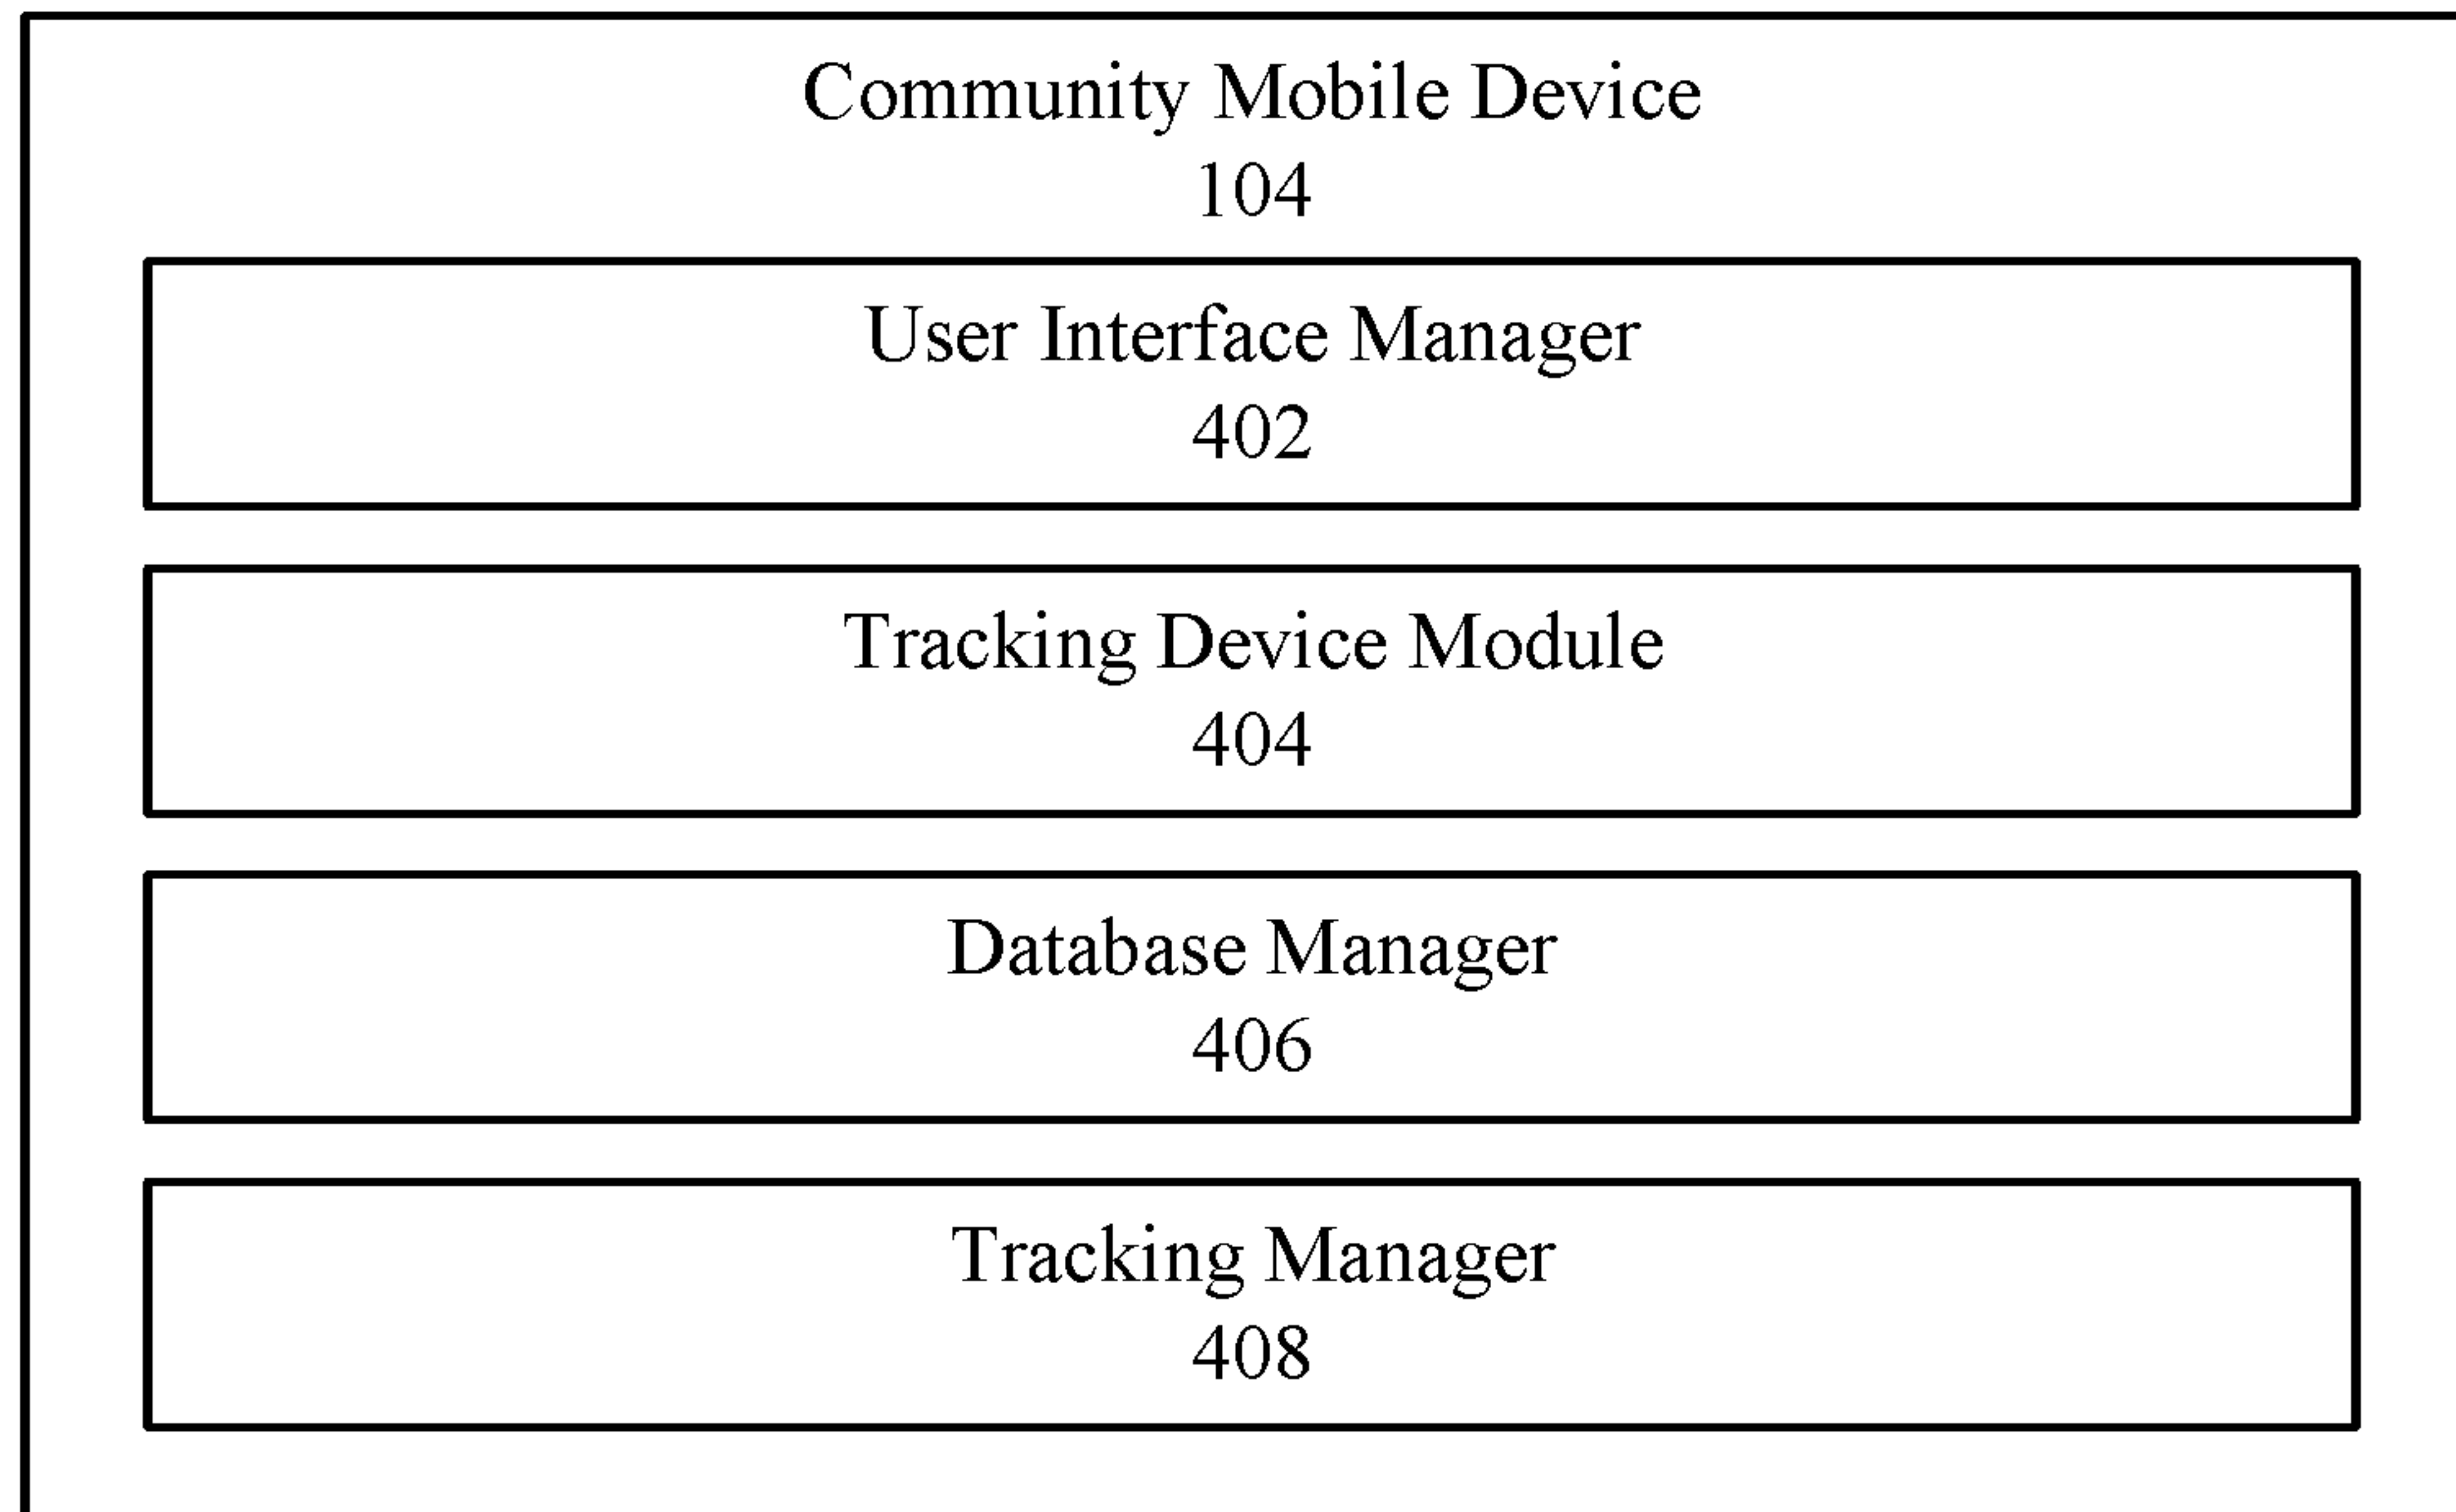 Community Mobile Device
104
User Interface Manager
402
Tracking Device Module
404
Database Manager
406
Tracking Manager
408